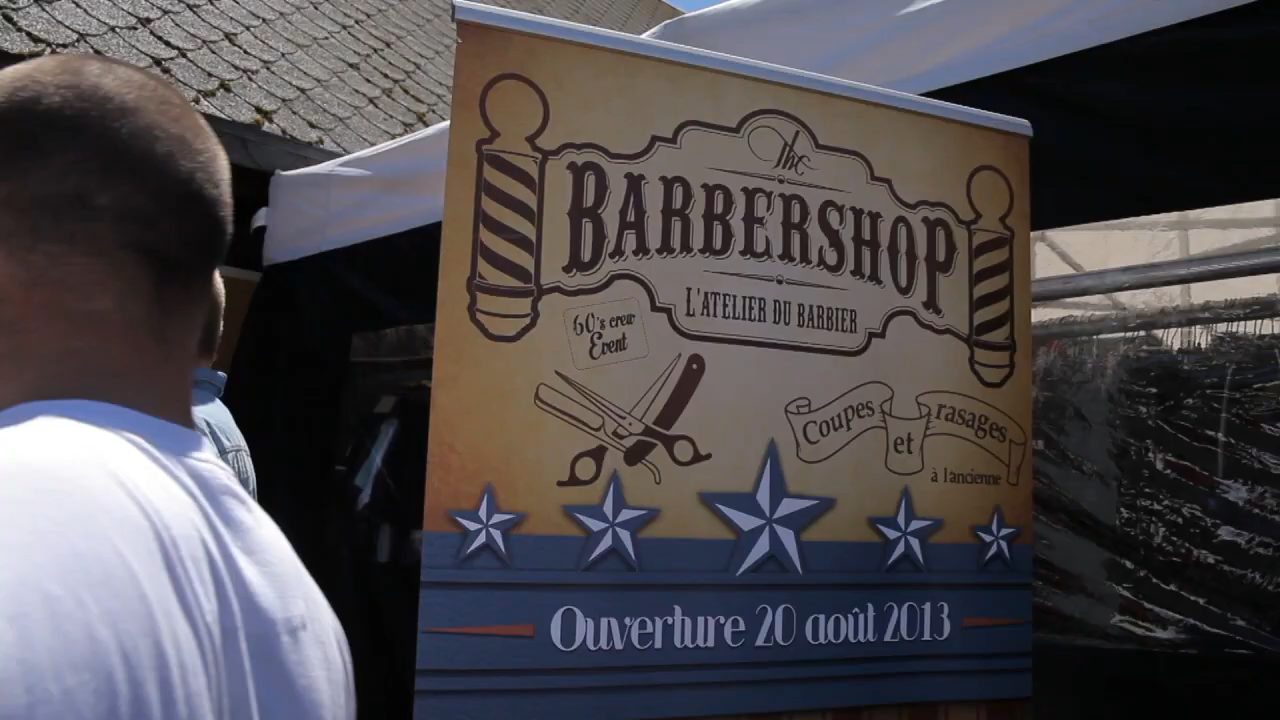 The
BARBERSHOP
L'ATELIER DU BARBIER
60's crew
Event
Coupes et rasages
à l'ancienne
Ouverture 20 août 2013